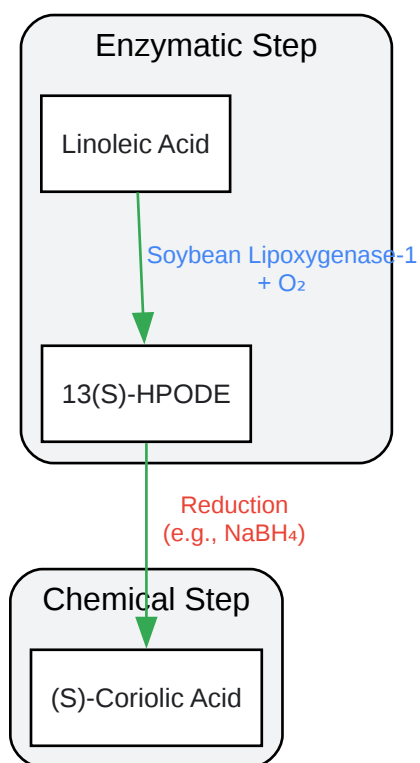 Enzymatic Step
Linoleic Acid
Soybean Lipoxygenase-1
+ O₂
13(S)-HPODE
Reduction
(e.g., NaBH₄)
Chemical Step
(S)-Coriolic Acid